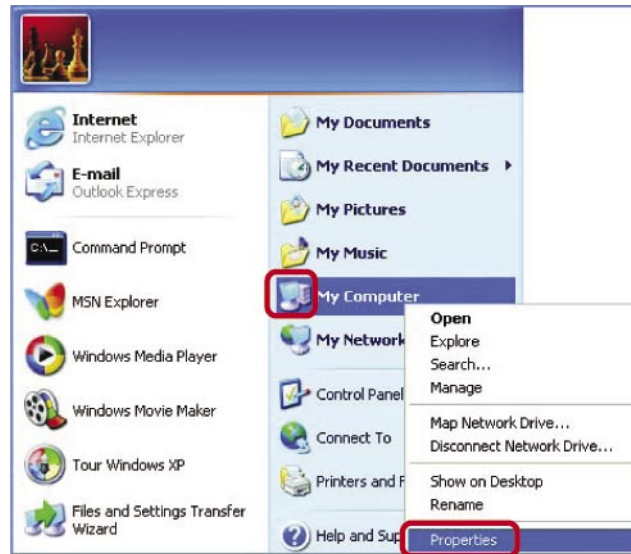 Internet
Internet Explorer
E-mail
Outlook Express
C:\_
Command Prompt
MSN Explorer
Windows Media Player
Windows Movie Maker
Tour Windows XP
Files and Settings Transfer
Wizard
My Documents
My Recent Documents
My Pictures
My Music
My Computer
My Network
Control Panel
Connect To
Printers and F
Help and Sup
Open
Explore
Search...
Manage
Map Network Drive...
Disconnect Network Drive...
Show on Desktop
Rename
Properties